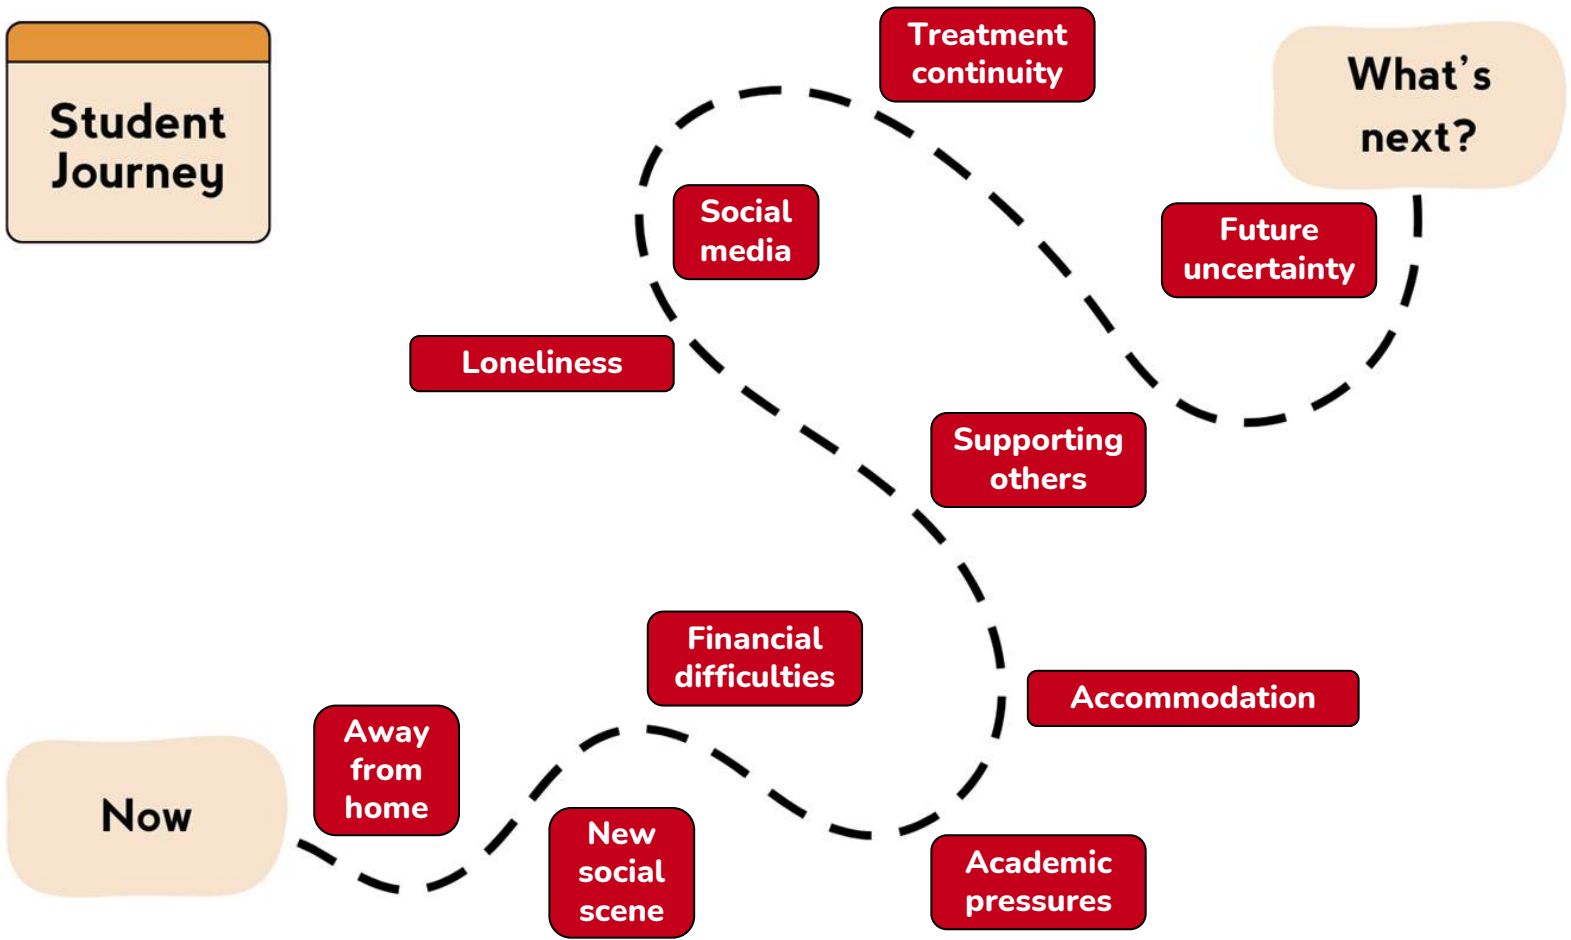 Student
Journey
Treatment
continuity
What's
next?
Social
media
Future
uncertainty
Loneliness
Supporting
others
Financial
difficulties
Accommodation
Away
from
home
Now
New
social
scene
Academic
pressures